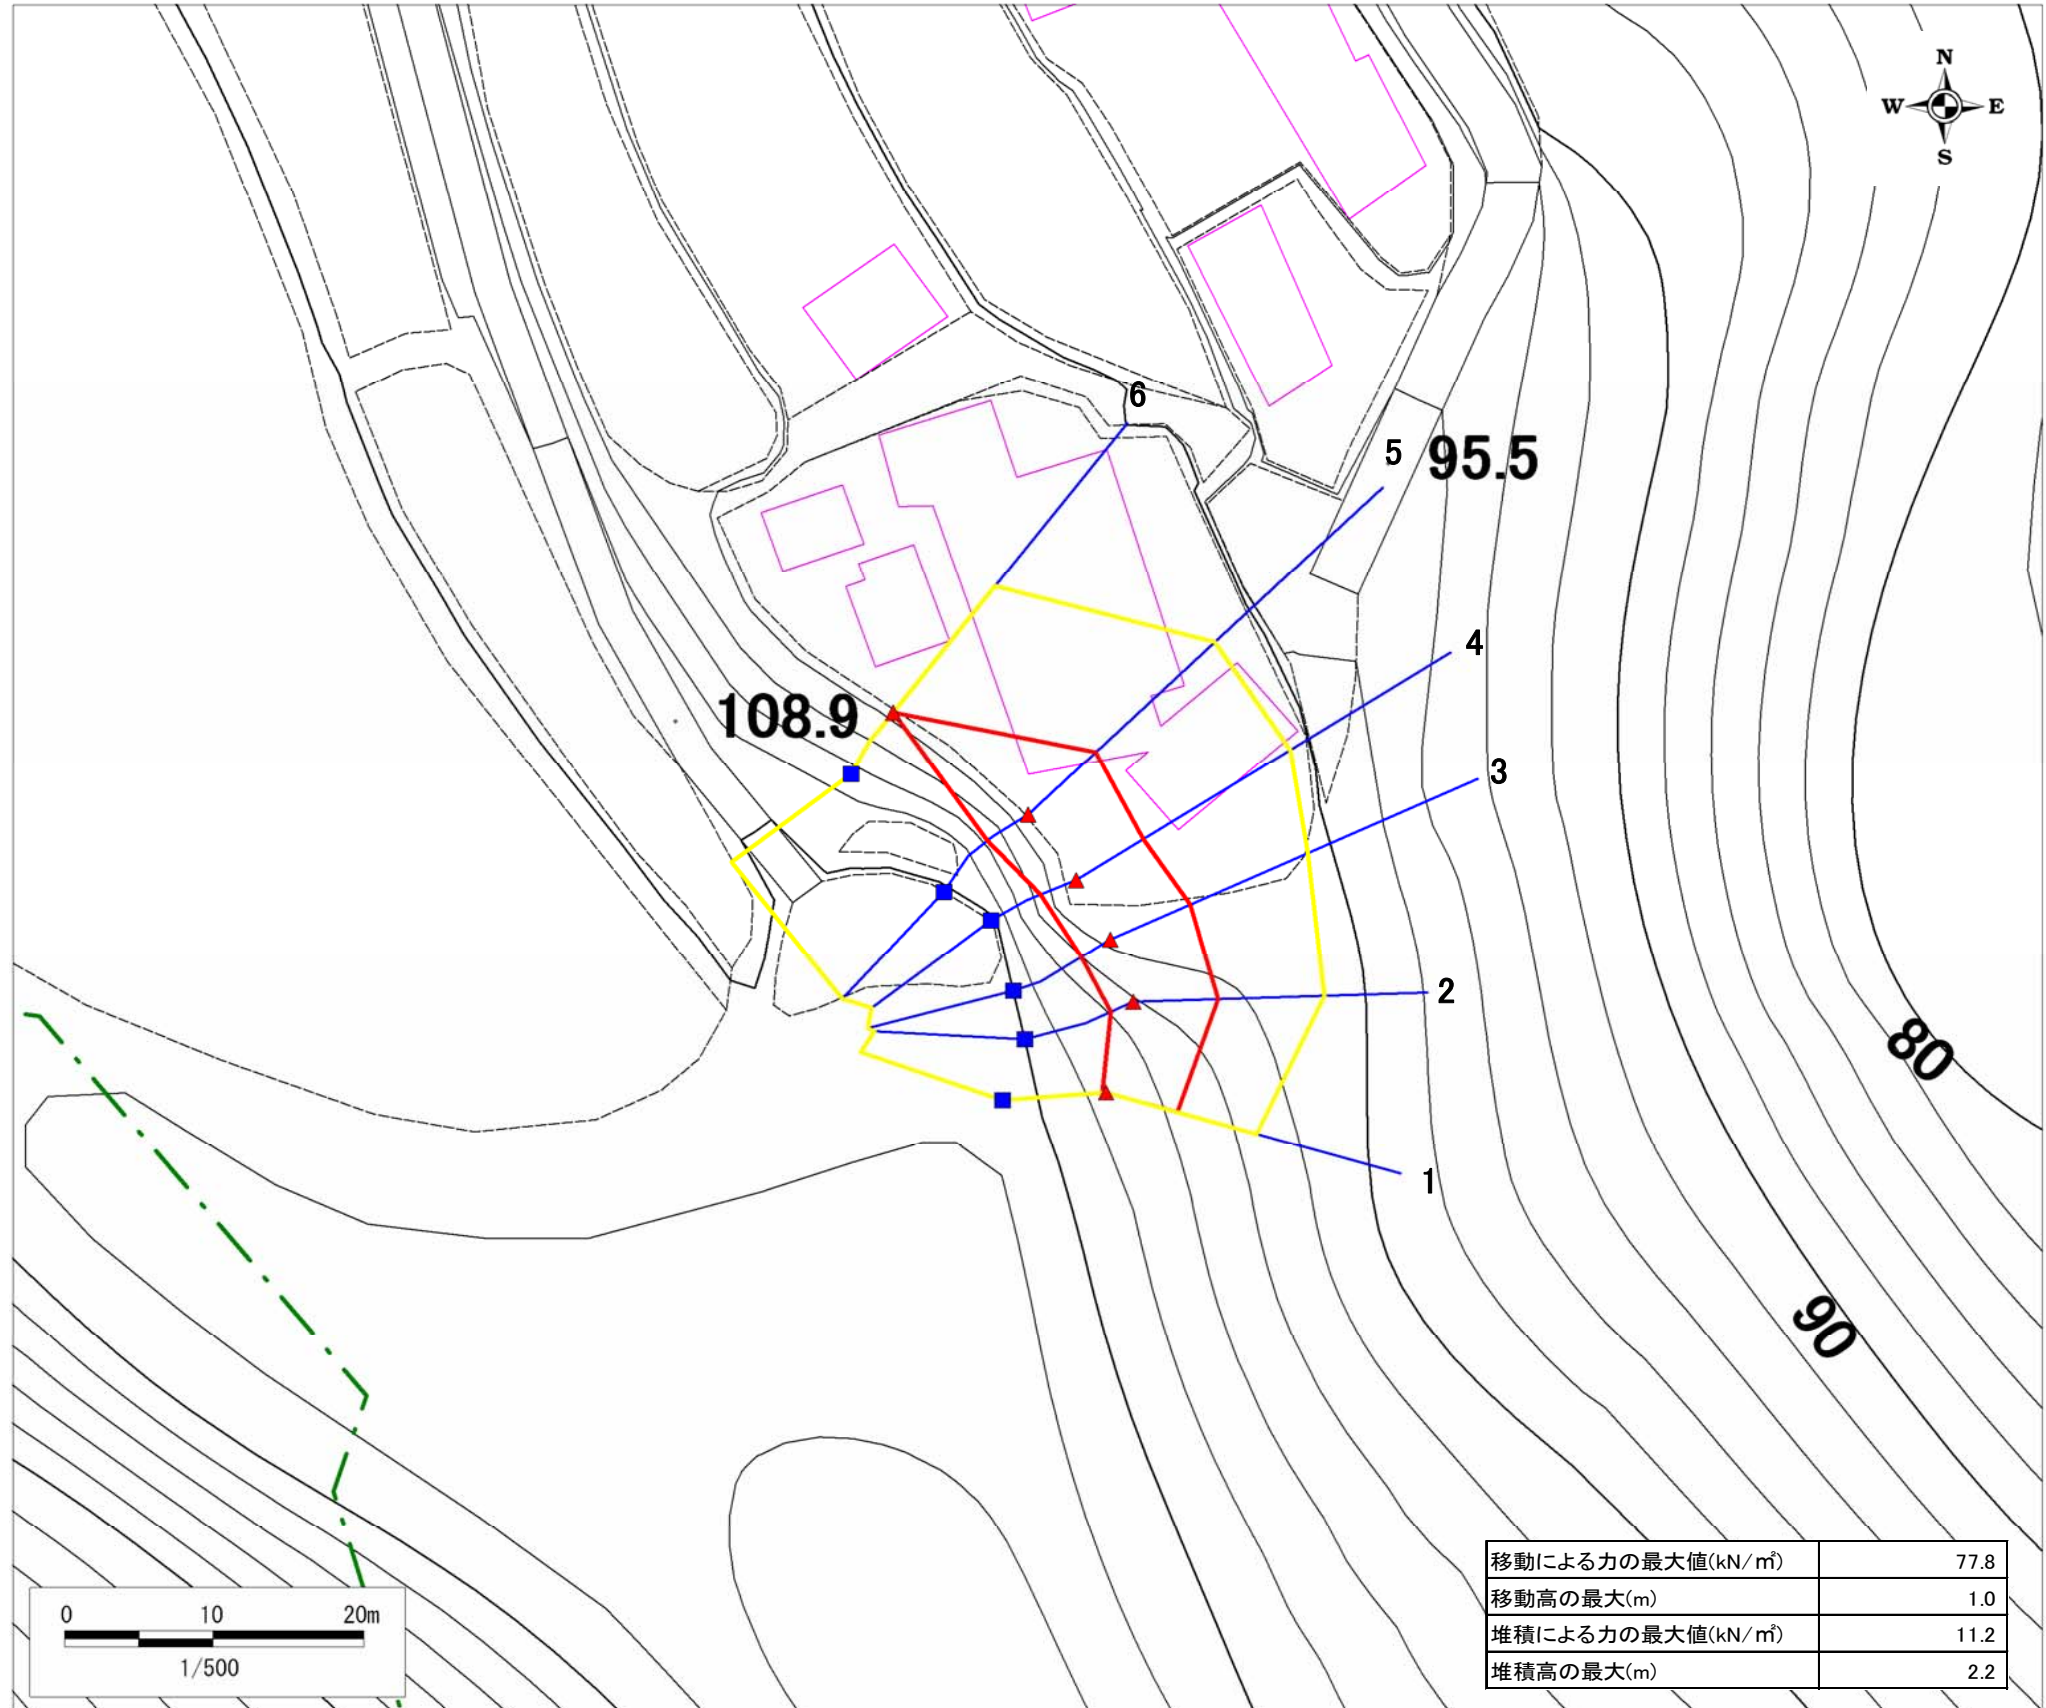 N
W E
S
6
5 95.5
4
108.9
3
2
80
1
90
移動による力の最大値(kN/㎡) 77.8
移動高の最大(m) 1.0
堆積による力の最大値(kN/㎡) 11.2
堆積高の最大(m) 2.2
0 10 20m
1/500